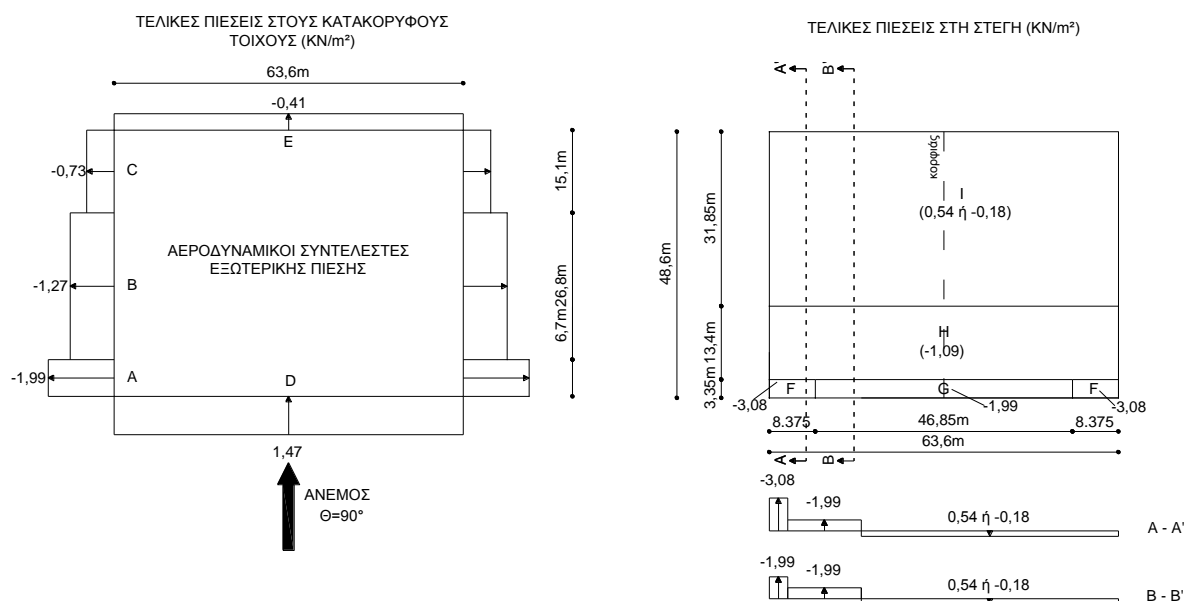 ΤΕΛΙΚΕΣ ΠΙΕΣΕΙΣ ΣΤΟΥΣ ΚΑΤΑΚΟΡΥΦΟΥΣ
ΤΟΙΧΟΥΣ (KN/m²)
63,6m
-0,41
E
-0,73
C
15,1m
ΑΕΡΟΔΥΝΑΜΙΚΟΙ ΣΥΝΤΕΛΕΣΤΕΣ
ΕΞΩΤΕΡΙΚΗΣ ΠΙΕΣΗΣ
-1,27
B
26,8m
6,7m
-1,99
A
D
1,47
ΑΝΕΜΟΣ
Θ=90°
ΤΕΛΙΚΕΣ ΠΙΕΣΕΙΣ ΣΤΗ ΣΤΕΓΗ (KN/m²)
A'
B'
κορφιάς
I
(0,54 ή -0,18)
31,85m
48,6m
H
(-1,09)
13,4m
3,35m
F
G
F
-3,08
-1,99
-3,08
8.375
46,85m
8.375
63,6m
A
B
-3,08
-1,99
0,54 ή -0,18
A - A'
-1,99
-1,99
0,54 ή -0,18
B - B'